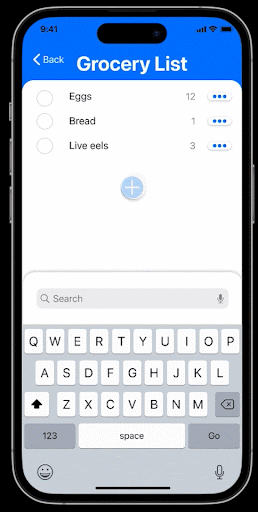 9:41
Back Grocery List
Eggs 12
Bread 1
Live eels 3
Search
Q W E R T Y U I O P
A S D F G H J K L
Z X C V B N M
123 space Go